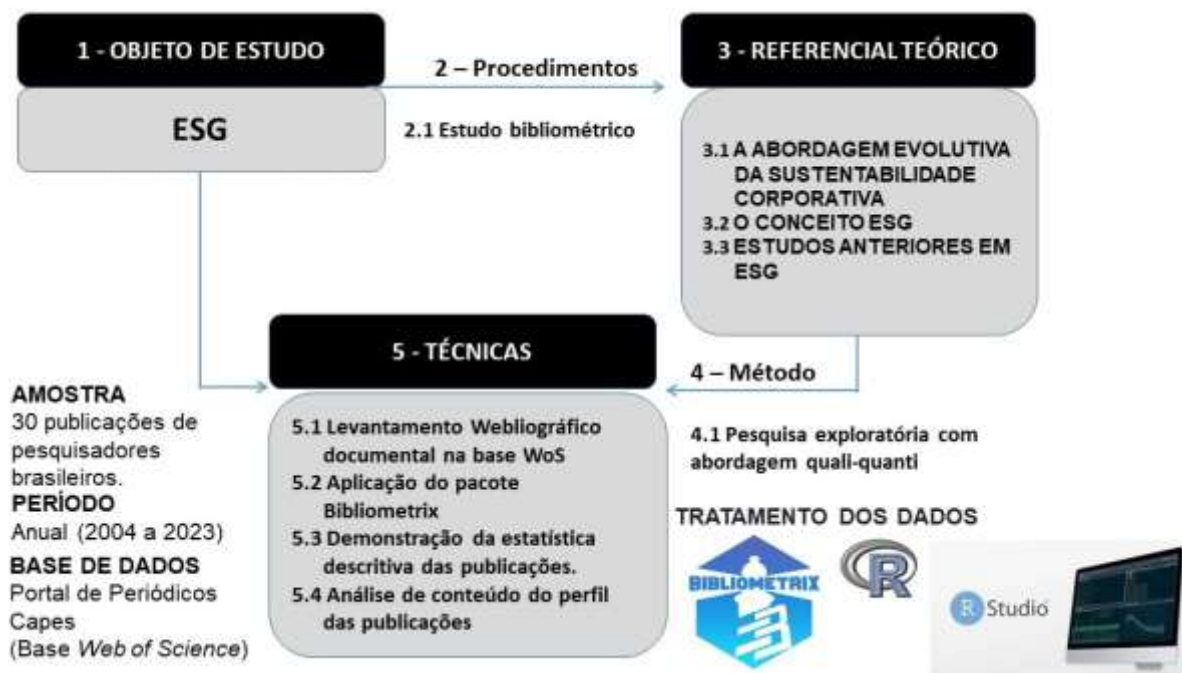 1 - OBJETO DE ESTUDO
ESG
2 – Procedimentos
2.1 Estudo bibliométrico
3 - REFERENCIAL TEÓRICO
3.1 A ABORDAGEM EVOLUTIVA
DA SUSTENTABILIDADE
CORPORATIVA
3.2 O CONCEITO ESG
3.3 ESTUDOS ANTERIORES EM
ESG
4 – Método
4.1 Pesquisa exploratória com
abordagem quali-quanti
5 - TÉCNICAS
5.1 Levantamento Webliográfico
documental na base WoS
5.2 Aplicação do pacote
Bibliometrix
5.3 Demonstração da estatística
descritiva das publicações.
5.4 Análise de conteúdo do perfil
das publicações
AMOSTRA
30 publicações de
pesquisadores
brasileiros.
PERÍODO
Anual (2004 a 2023)
BASE DE DADOS
Portal de Periódicos
Capes
(Base Web of Science)
TRATAMENTO DOS DADOS
BIBLIOMETRIX
R
R Studio